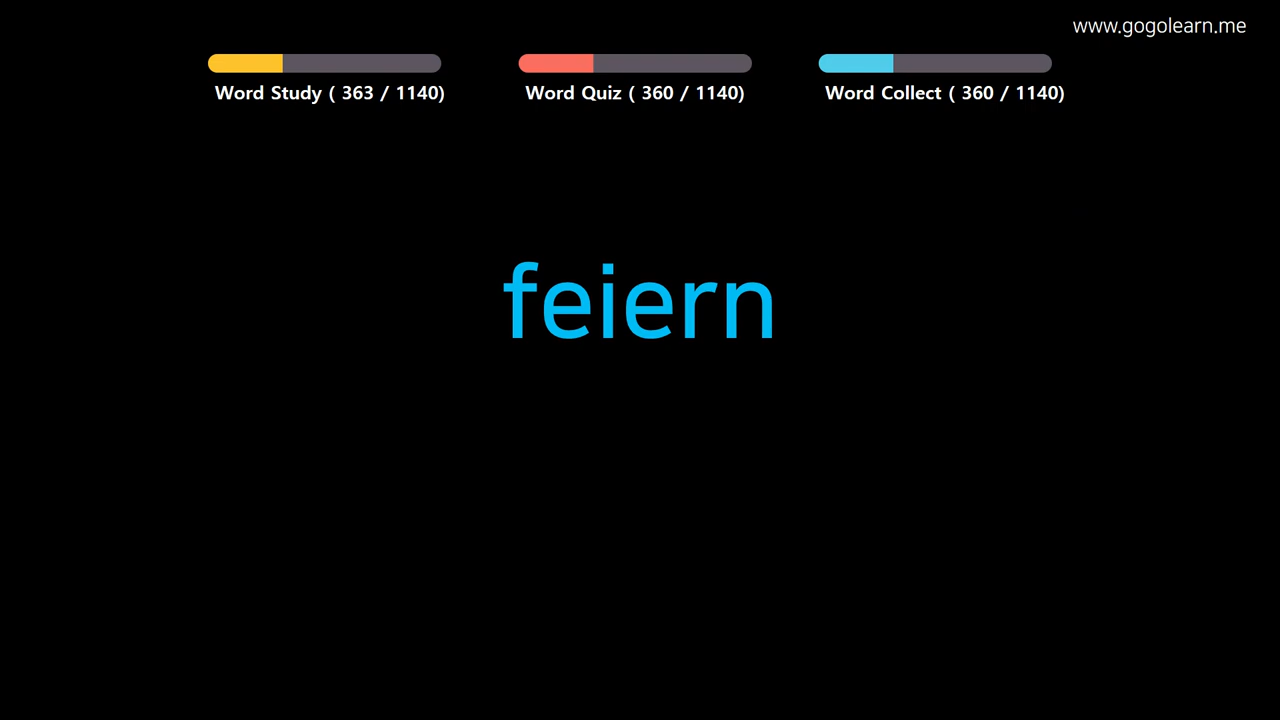 www.gogolearn.me
Word Study ( 363 / 1140)
Word Quiz ( 360 / 1140)
Word Collect ( 360 / 1140)
feiern